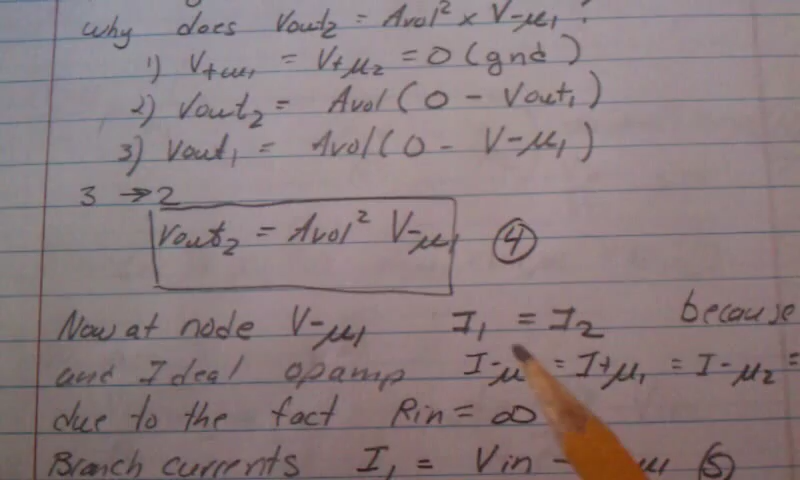 why does Vout₂ = Avol² x V-μ₁?
1) V+μ₁ = V+μ₂ = 0 (gnd)
2) Vout₂ = Avol(0 - Vout₁)
3) Vout₁ = Avol(0 - V-μ₁)
3 → 2
Vout₂ = Avol² V-μ₁ ④
Now at node V-μ₁ I₁ = I₂ because
and Ideal opamp I-μ = I+μ₁ = I-μ₂ =
due to the fact Rin = ∞
Branch currents I₁ = Vin - μ ⑤